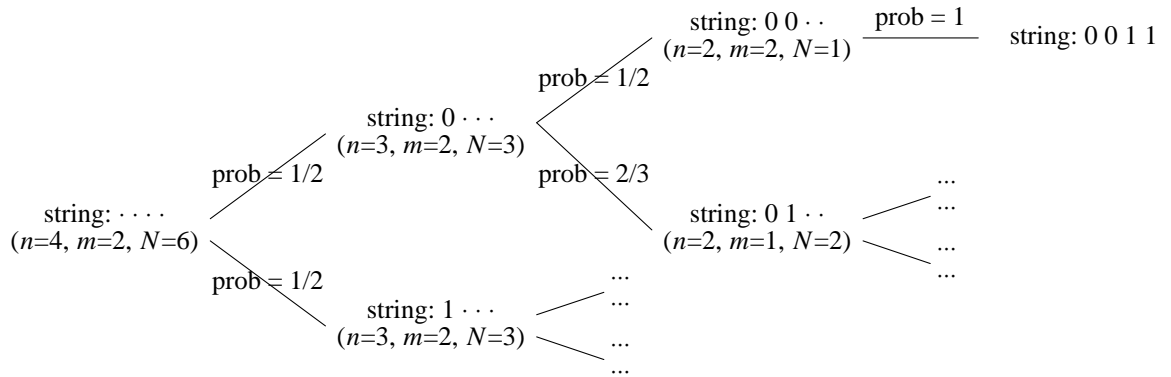 string: 0 0 · ·
(n=2, m=2, N=1)
prob = 1
string: 0 0 1 1
prob = 1/2
string: 0 · · ·
(n=3, m=2, N=3)
prob = 1/2
prob = 2/3
string: · · · ·
(n=4, m=2, N=6)
string: 0 1 · ·
(n=2, m=1, N=2)
...
...
...
...
prob = 1/2
string: 1 · · ·
(n=3, m=2, N=3)
...
...
...
...